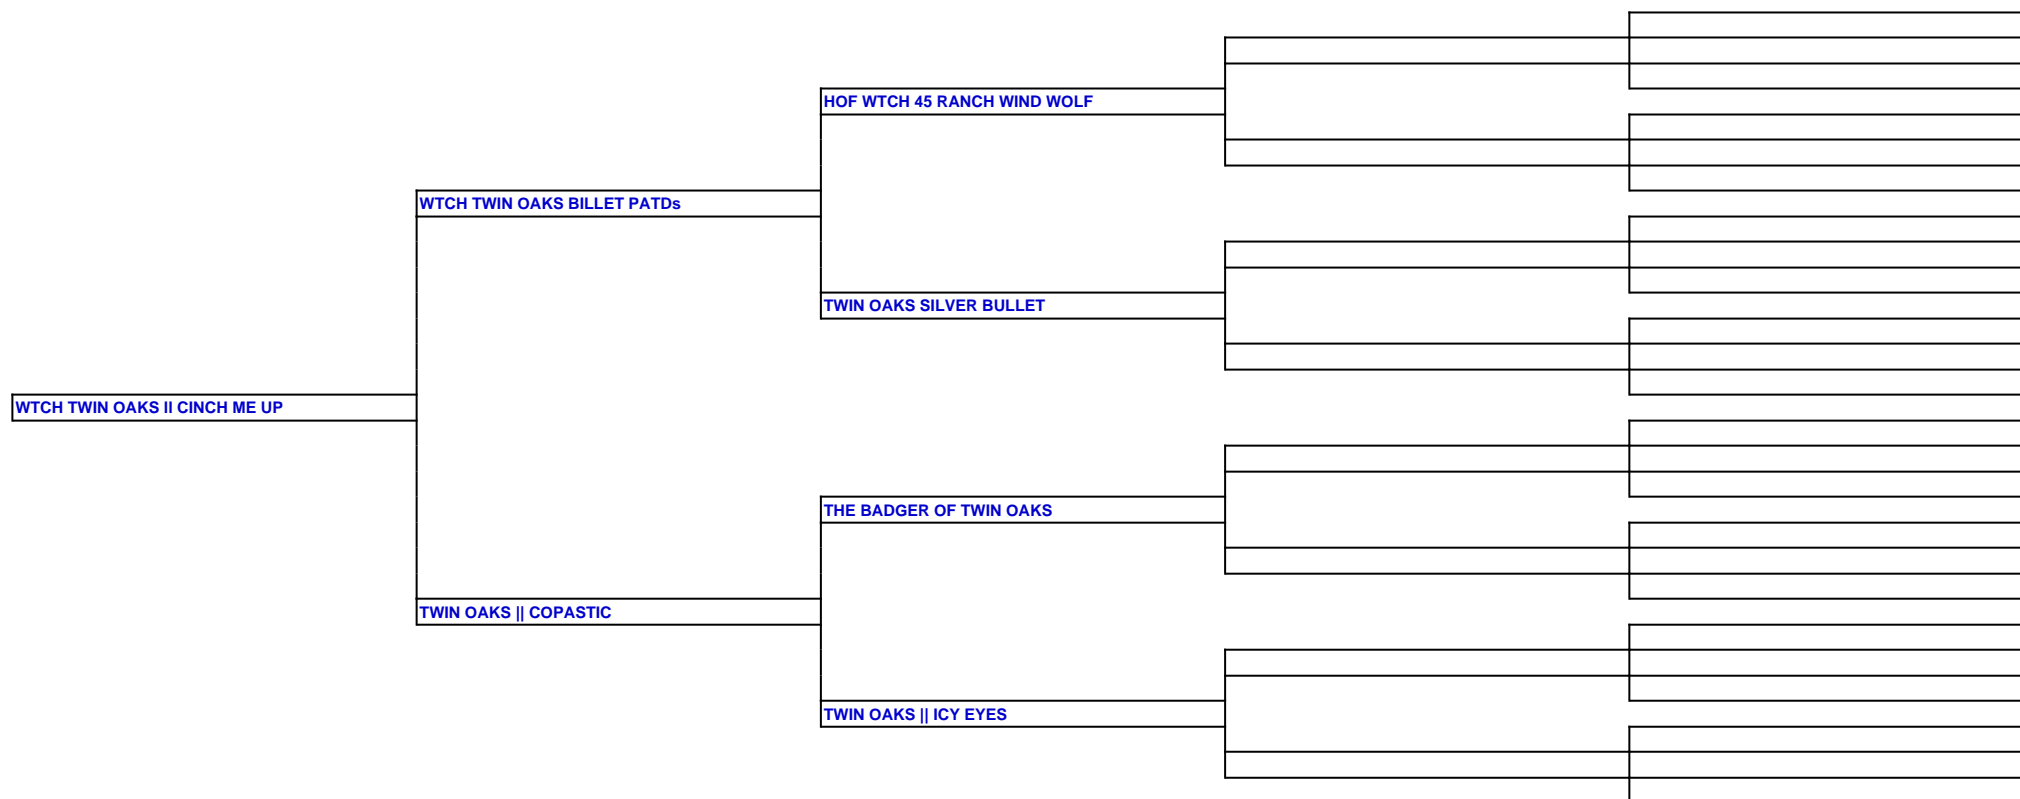 HOF WTCH 45 RANCH WIND WOLF
WTCH TWIN OAKS BILLET PATDs
TWIN OAKS SILVER BULLET
WTCH TWIN OAKS II CINCH ME UP
THE BADGER OF TWIN OAKS
TWIN OAKS || COPASTIC
TWIN OAKS || ICY EYES